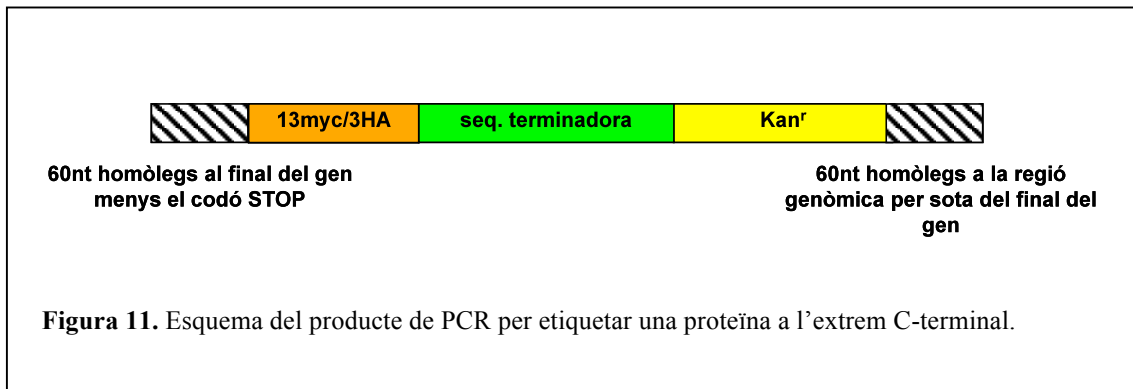 13myc/3HA
seq. terminadora
Kanʳ
60nt homòlegs al final del gen
menys el codó STOP
60nt homòlegs a la regió
genòmica per sota del final del
gen
Figura 11. Esquema del producte de PCR per etiquetar una proteïna a l’extrem C-terminal.